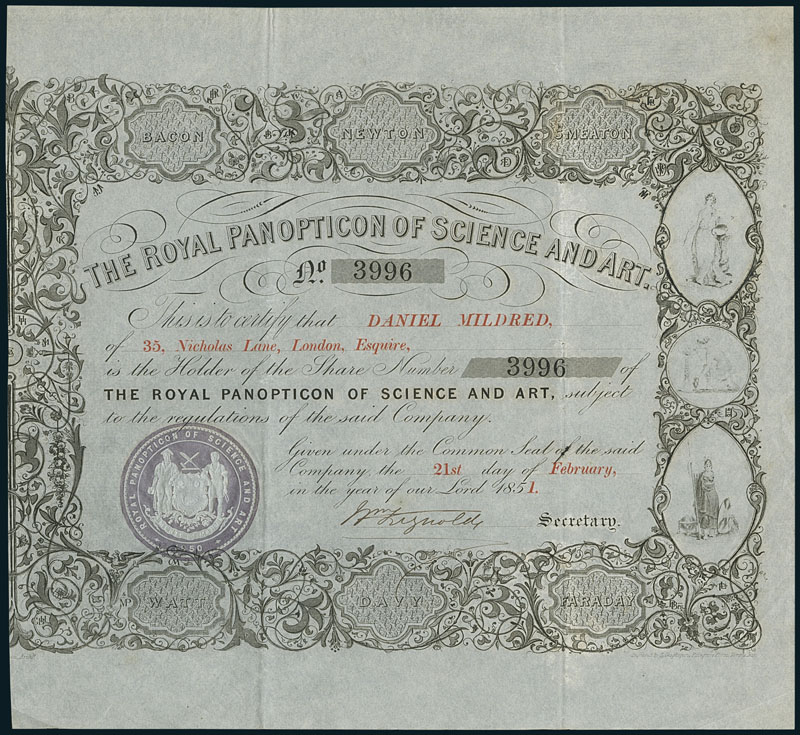 BACON
NEWTON
SMEATON
THE ROYAL PANOPTICON OF SCIENCE AND ART.
No. 3996
This is to certify that DANIEL MILDRED,
of 35, Nicholas Lane, London, Esquire,
is the Holder of the Share Number 3996 of
THE ROYAL PANOPTICON OF SCIENCE AND ART, subject
to the regulations of the said Company.
Given under the Common Seal of the said
Company, the 21st day of February,
in the year of our Lord 1851.
Wm Reynolds Secretary.
ROYAL PANOPTICON OF SCIENCE AND ART
WATT
DAVY
FARADAY